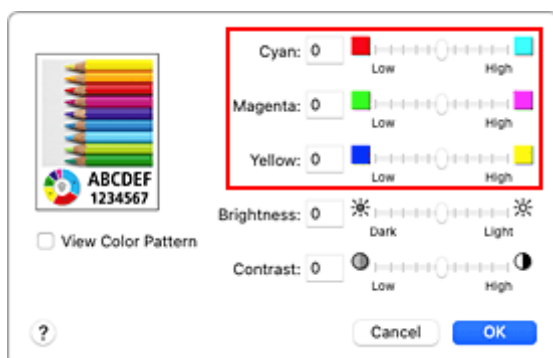 Cyan: 0
Low High
Magenta: 0
Low High
ABCDEF
1234567
Yellow: 0
Low High
Brightness: 0
Dark Light
View Color Pattern
Contrast: 0
Low High
?
Cancel OK